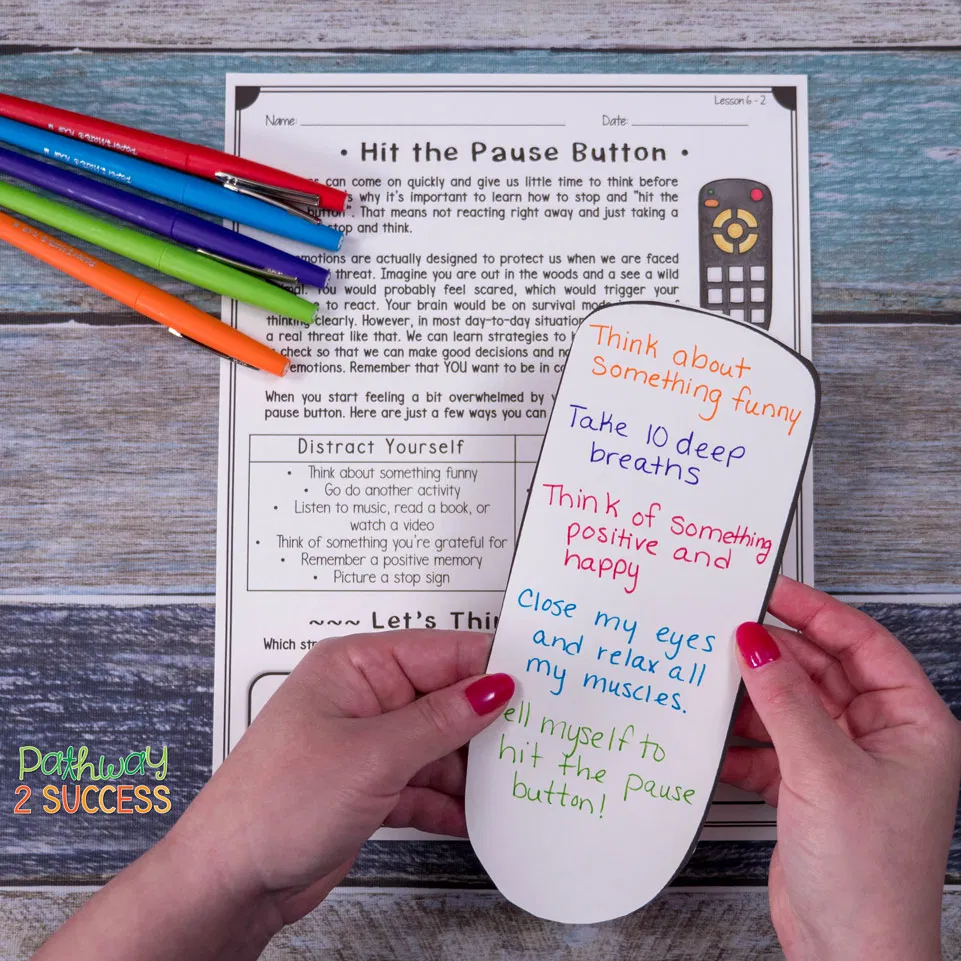 Lesson 6 - 2
Name: Date:
• Hit the Pause Button •
can come on quickly and give us little time to think before
why it's important to learn how to stop and "hit the
button". That means not reacting right away and just taking a
stop and think.
emotions are actually designed to protect us when we are faced
threat. Imagine you are out in the woods and a see a wild
You would probably feel scared, which would trigger your
to react. Your brain would be on survival
thinking clearly. However, in most day-to-day
a real threat like that. We can learn strategies to
check so that we can make good decisions and
emotions. Remember that YOU want to be in
When you start feeling a bit overwhelmed by
pause button. Here are just a few ways you can
Distract Yourself
• Think about something funny
• Go do another activity
• Listen to music, read a book, or
watch a video
• Think of something you're grateful for
• Remember a positive memory
• Picture a stop sign
~~~ Let's
Which
Think about
something funny
Take 10 deep
breaths
Think of something
positive and
happy
Close my eyes
and relax all
my muscles.
ell myself to
hit the pause
button!
Pathway
2 SUCCESS